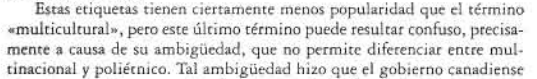 Estas etiquetas tienen ciertamente menos popularidad que el término
«multicultural», pero este último término puede resultar confuso, precisa-
mente a causa de su ambigüedad, que no permite diferenciar entre mul-
tinacional y poliétnico. Tal ambigüedad hizo que el gobierno canadiense